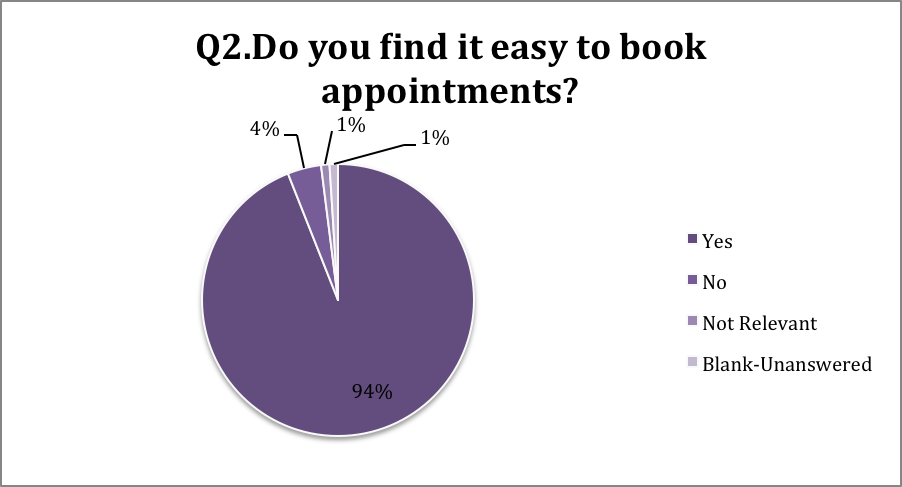 Q2.Do you find it easy to book
appointments?
4%
1%
1%
94%
Yes
No
Not Relevant
Blank-Unanswered